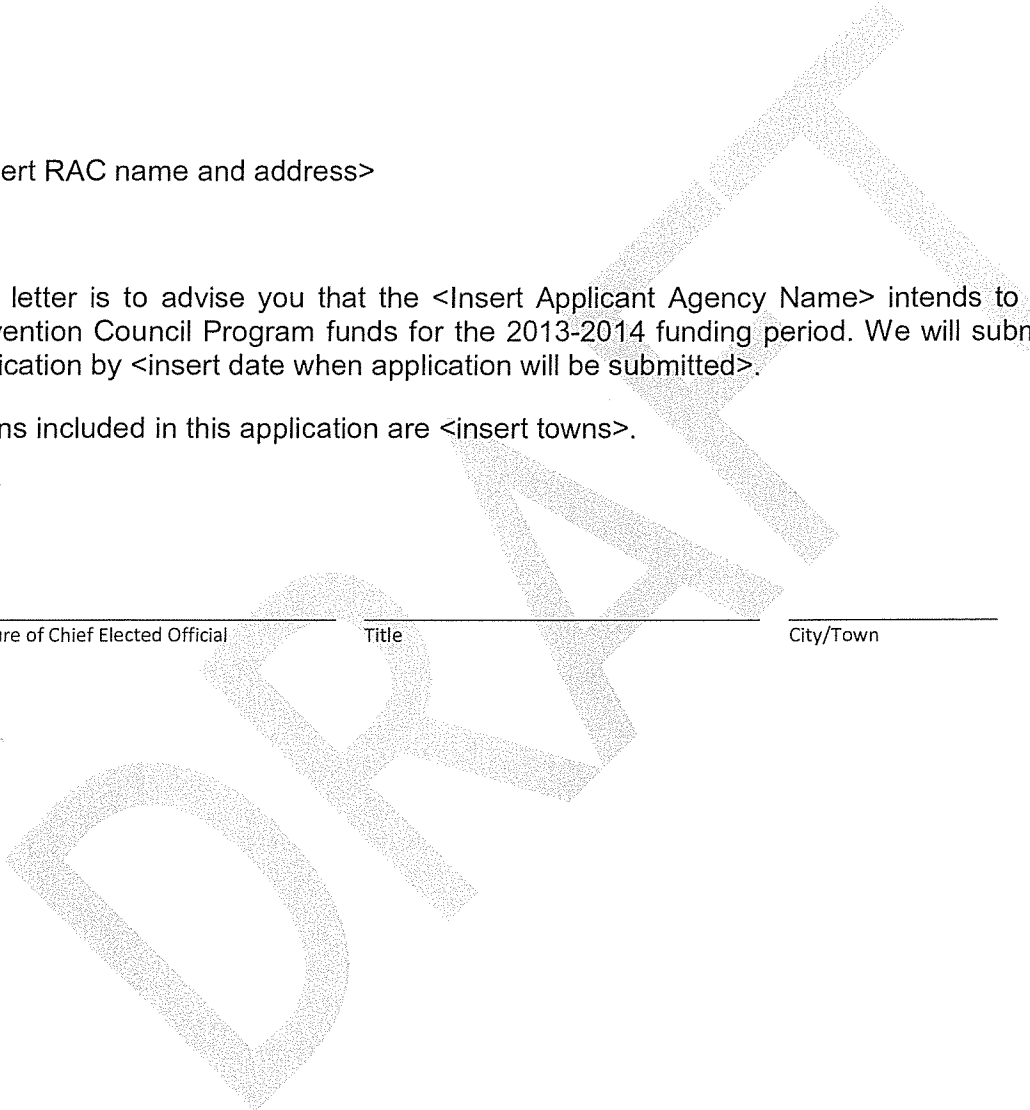 ert RAC name and address>
letter is to advise you that the <Insert Applicant Agency Name> intends to
vention Council Program funds for the 2013-2014 funding period. We will subm
ication by <insert date when application will be submitted>.
ns included in this application are <insert towns>.
re of Chief Elected Official Title City/Town
DRAFT